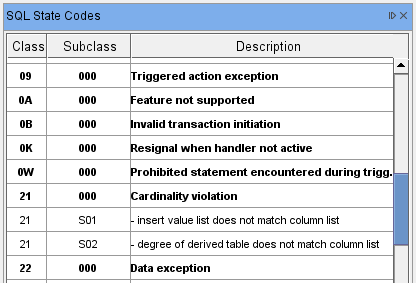 SQL State Codes
Class Subclass Description
09 000 Triggered action exception
0A 000 Feature not supported
0B 000 Invalid transaction initiation
0K 000 Resignal when handler not active
0W 000 Prohibited statement encountered during trigg.
21 000 Cardinality violation
21 S01 - insert value list does not match column list
21 S02 - degree of derived table does not match column list
22 000 Data exception